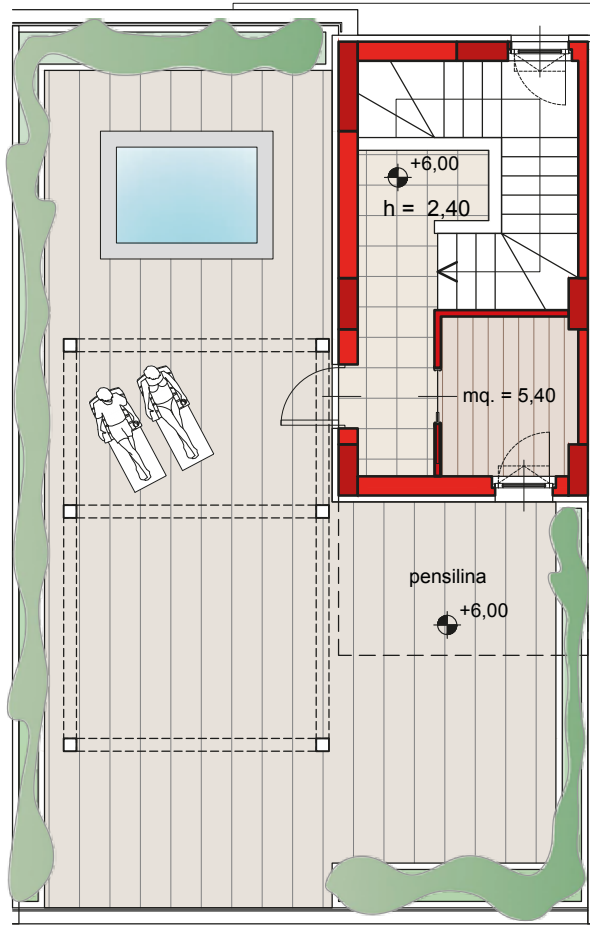 +6,00
h = 2,40
mq. = 5,40
pensilina
+6,00